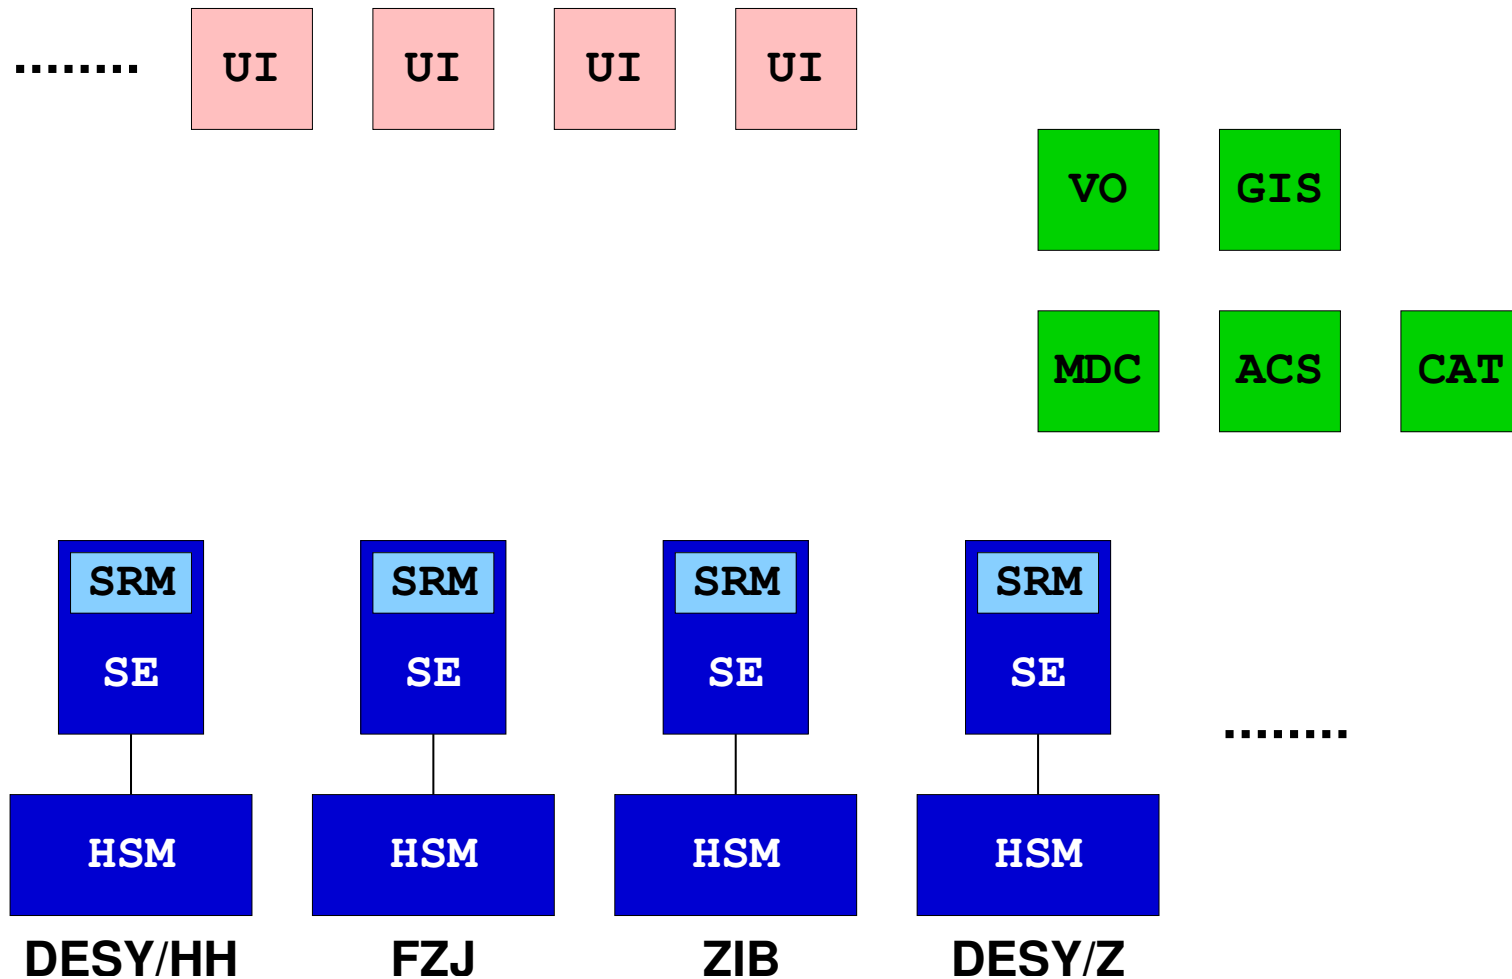 ........ UI UI UI UI
VO GIS
MDC ACS CAT
SRM SRM SRM SRM
SE SE SE SE
........
HSM HSM HSM HSM
DESY/HH FZJ ZIB DESY/Z